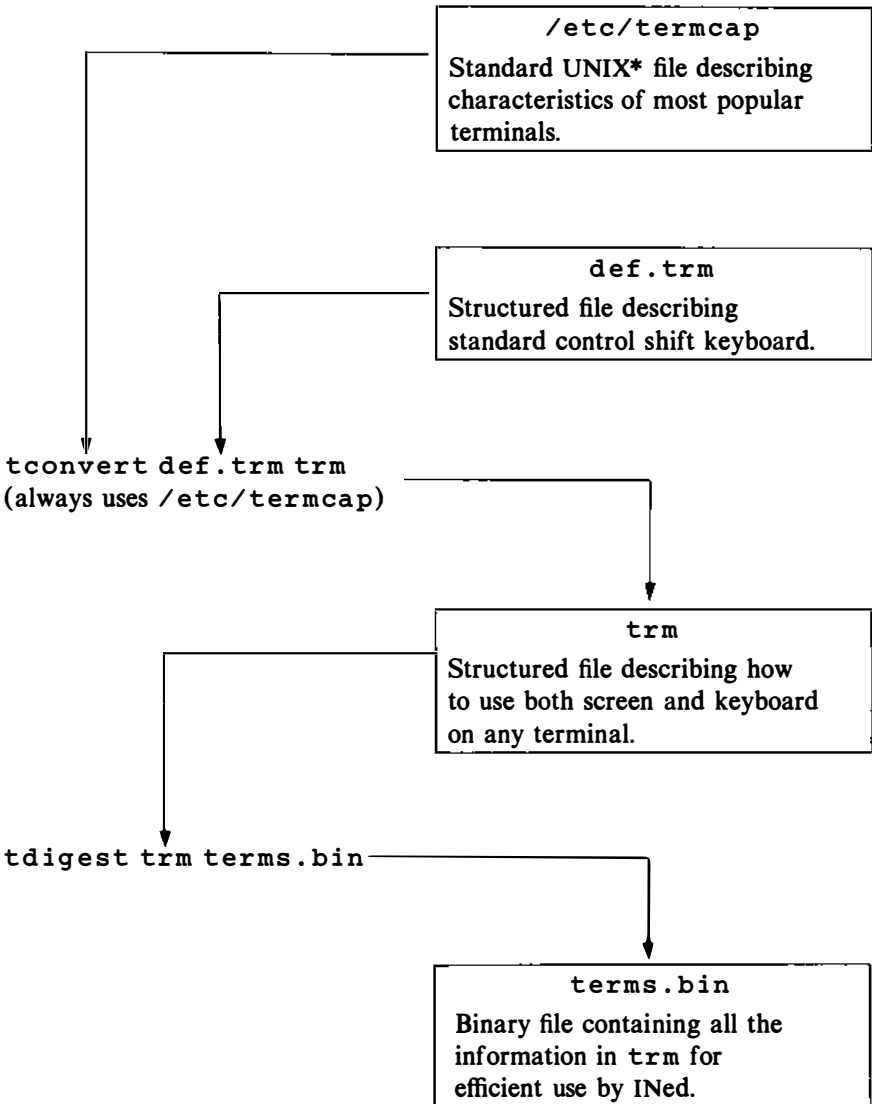 /etc/termcap
Standard UNIX* file describing
characteristics of most popular
terminals.
def.trm
Structured file describing
standard control shift keyboard.
tconvert def.trm trm
(always uses /etc/termcap)
trm
Structured file describing how
to use both screen and keyboard
on any terminal.
tdigest trm terms.bin
terms.bin
Binary file containing all the
information in trm for
efficient use by INed.